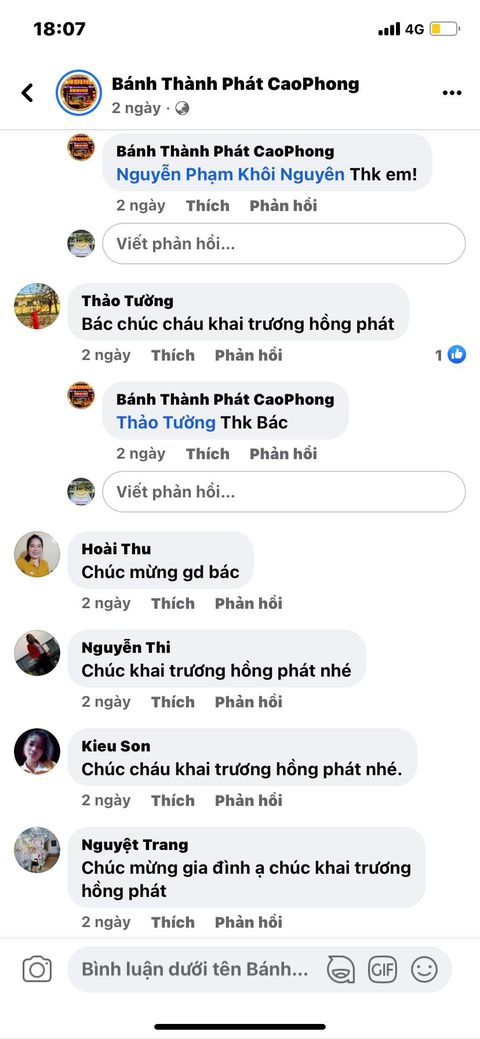 18:07
4G
Bánh Thành Phát CaoPhong
2 ngày ·
Bánh Thành Phát CaoPhong
Nguyễn Phạm Khôi Nguyên Thk em!
2 ngày Thích Phản hồi
Viết phản hồi...
Thảo Tường
Bác chúc cháu khai trương hồng phát
2 ngày Thích Phản hồi 1
Bánh Thành Phát CaoPhong
Thảo Tường Thk Bác
2 ngày Thích Phản hồi
Viết phản hồi...
Hoài Thu
Chúc mừng gd bác
2 ngày Thích Phản hồi
Nguyễn Thi
Chúc khai trương hồng phát nhé
2 ngày Thích Phản hồi
Kieu Son
Chúc cháu khai trương hồng phát nhé.
2 ngày Thích Phản hồi
Nguyệt Trang
Chúc mừng gia đình ạ chúc khai trương
hồng phát
2 ngày Thích Phản hồi
Bình luận dưới tên Bánh... GIF